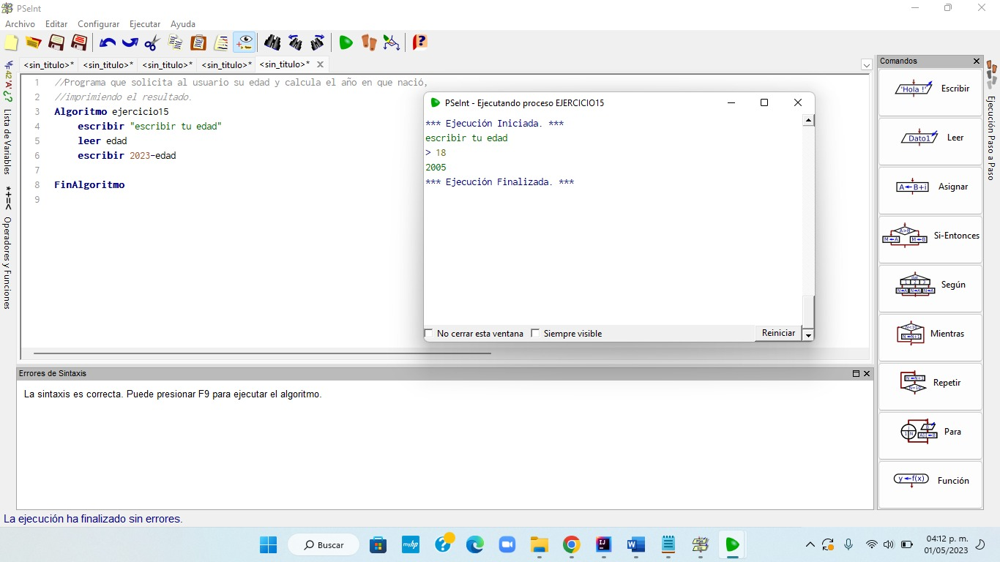 PSeInt
Archivo Editar Configurar Ejecutar Ayuda
<sin_titulo>* <sin_titulo>* <sin_titulo>* <sin_titulo>* <sin_titulo>*
Lista de Variables
*+=< Operadores y Funciones
1 //Programa que solicita al usuario su edad y calcula el año en que nació,
2 //imprimiendo el resultado.
3 Algoritmo ejercicio15
4 escribir "escribir tu edad"
5 leer edad
6 escribir 2023-edad
7
8 FinAlgoritmo
9
PSeInt - Ejecutando proceso EJERCICIO15
*** Ejecución Iniciada. ***
escribir tu edad
> 18
2005
*** Ejecución Finalizada. ***
No cerrar esta ventana Siempre visible Reiniciar
Comandos
'Hola !' Escribir
Dato1 Leer
A←B+i Asignar
A>B Si-Entonces
Según
Mientras
Repetir
Para
y←f(x) Función
Ejecución Paso a Paso
Errores de Sintaxis
La sintaxis es correcta. Puede presionar F9 para ejecutar el algoritmo.
La ejecución ha finalizado sin errores.
Buscar
myhp
IJ
W
04:12 p. m.
01/05/2023